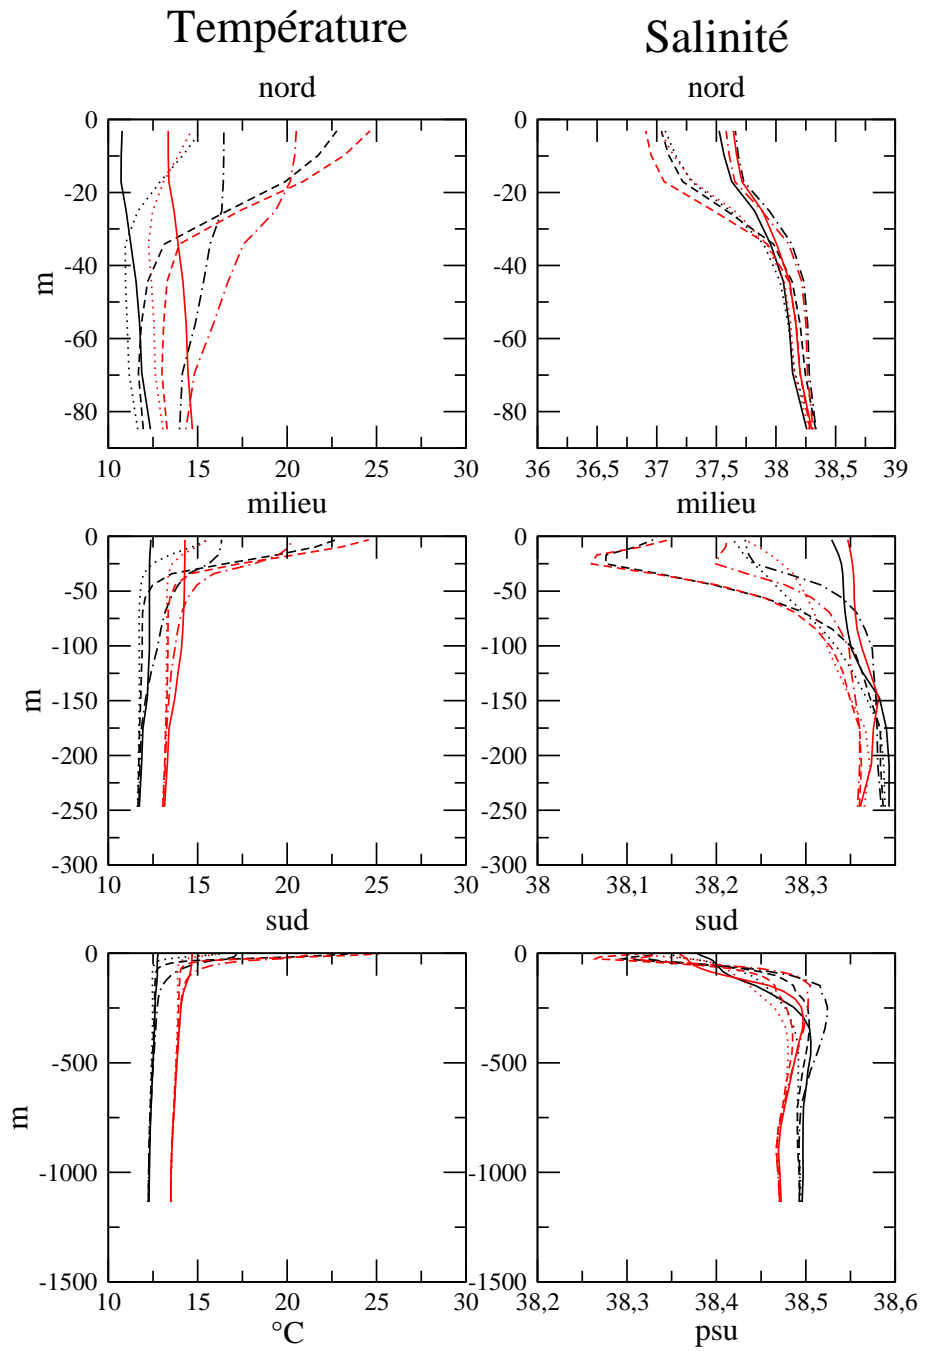 Température Salinité
nord nord
0 0
-20 -20
m -40 -40
-60 -60
-80 -80
10 15 20 25 30 36 36,5 37 37,5 38 38,5 39
milieu milieu
0 0
-50 -50
-100 -100
m -150 -150
-200 -200
-250 -250
-300 -300
10 15 20 25 30 38 38,1 38,2 38,3
sud sud
0 0
-500 -500
m
-1000 -1000
-1500 -1500
10 15 20 25 30 38,2 38,3 38,4 38,5 38,6
°C psu